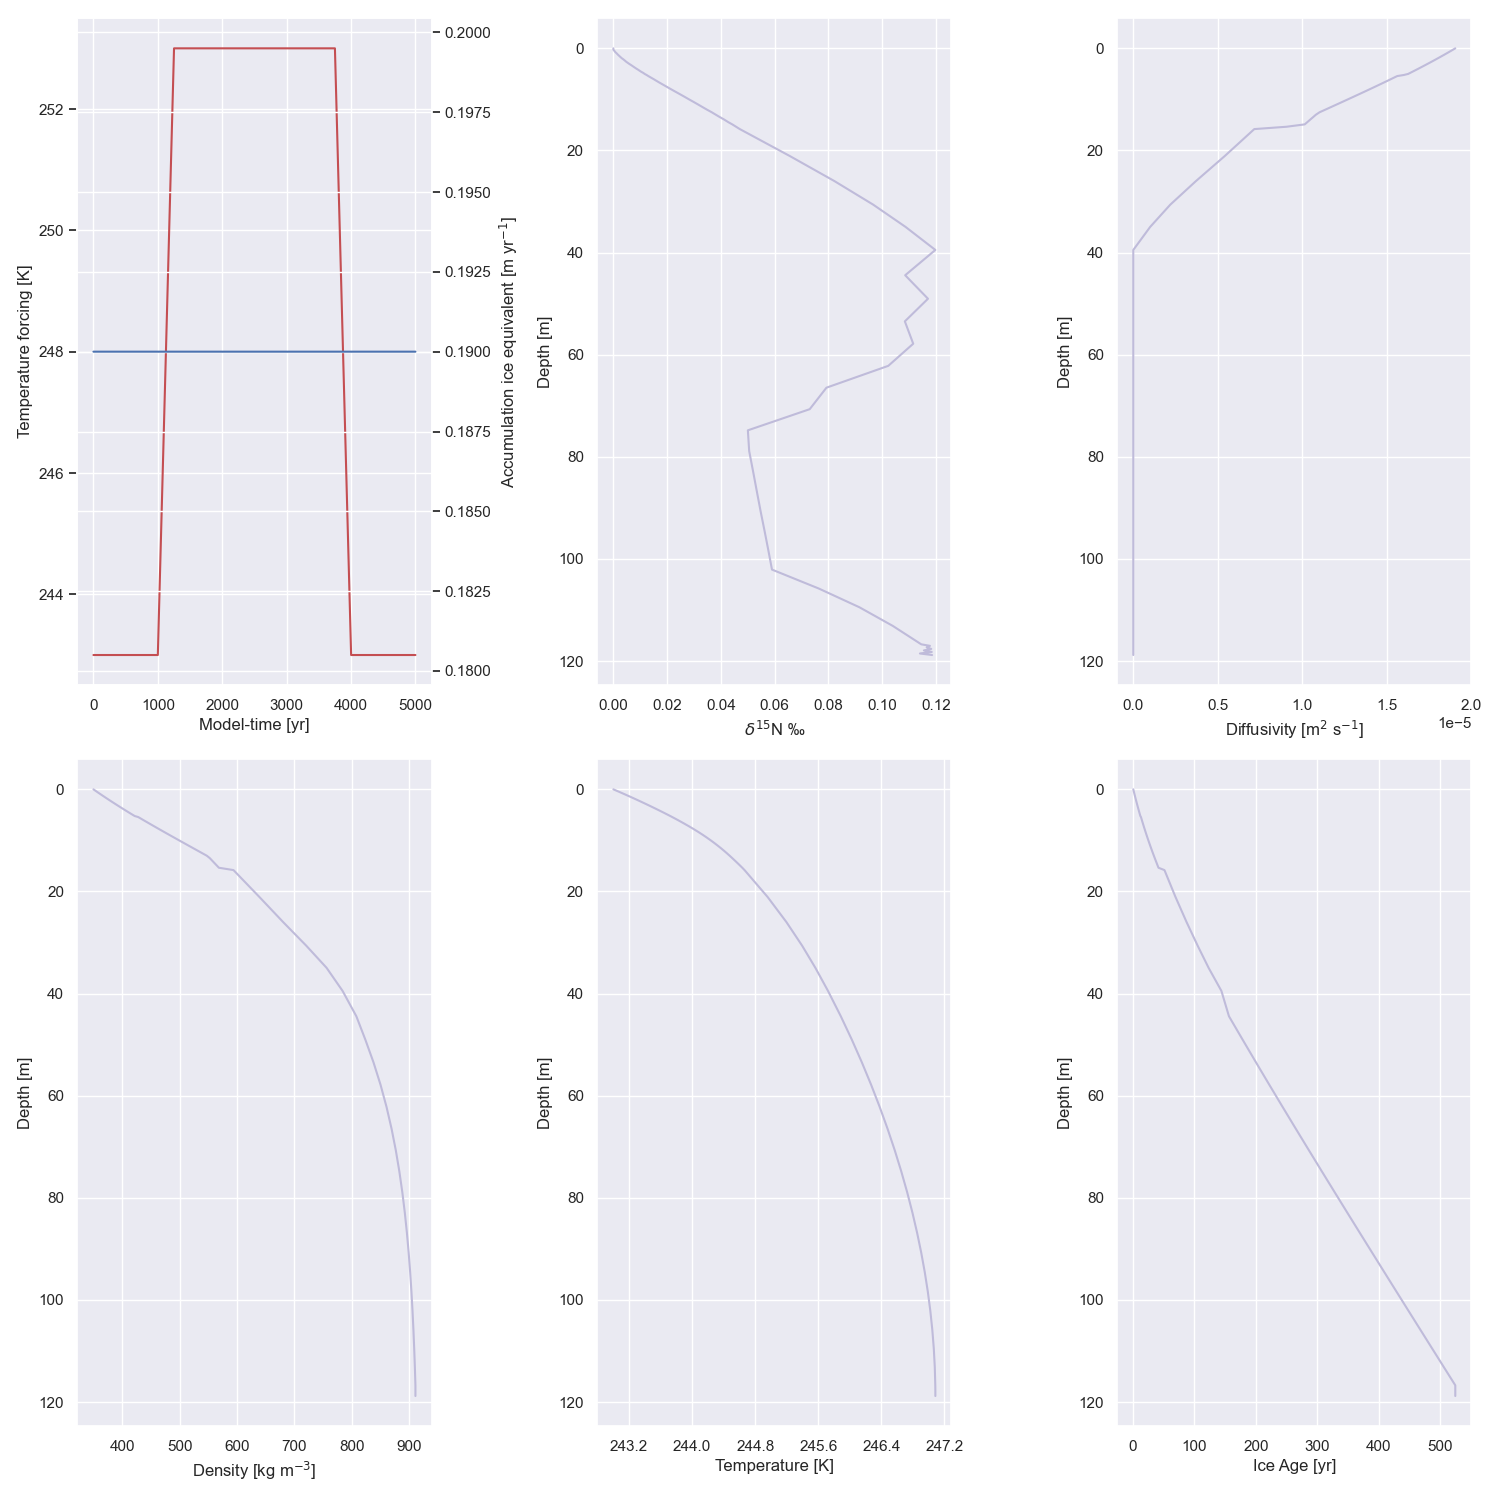 Temperature forcing [K]
252
250
248
246
244
0 1000 2000 3000 4000 5000
Model-time [yr]
0.2000
0.1975
0.1950
0.1925
0.1900
0.1875
0.1850
0.1825
0.1800
Accumulation ice equivalent [m yr⁻¹]
Depth [m]
0
20
40
60
80
100
120
0.00 0.02 0.04 0.06 0.08 0.10 0.12
δ¹⁵N ‰
Depth [m]
0
20
40
60
80
100
120
0.0 0.5 1.0 1.5 2.0
1e−5
Diffusivity [m² s⁻¹]
Depth [m]
0
20
40
60
80
100
120
400 500 600 700 800 900
Density [kg m⁻³]
Depth [m]
0
20
40
60
80
100
120
243.2 244.0 244.8 245.6 246.4 247.2
Temperature [K]
Depth [m]
0
20
40
60
80
100
120
0 100 200 300 400 500
Ice Age [yr]